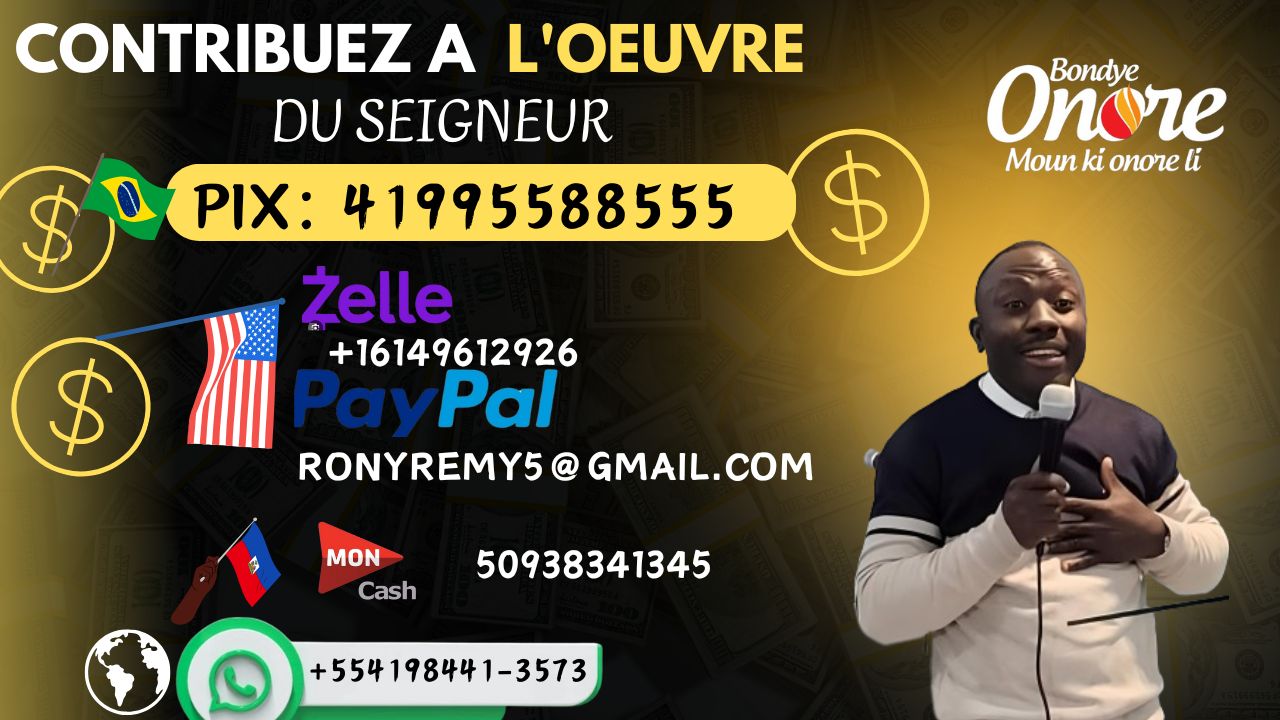 CONTRIBUEZ A L'OEUVRE
DU SEIGNEUR
Bondye
Onore
Moun ki onore li
PIX: 41995588555
Zelle
+16149612926
PayPal
RONYREMY5@GMAIL.COM
MON
Cash
50938341345
+554198441-3573